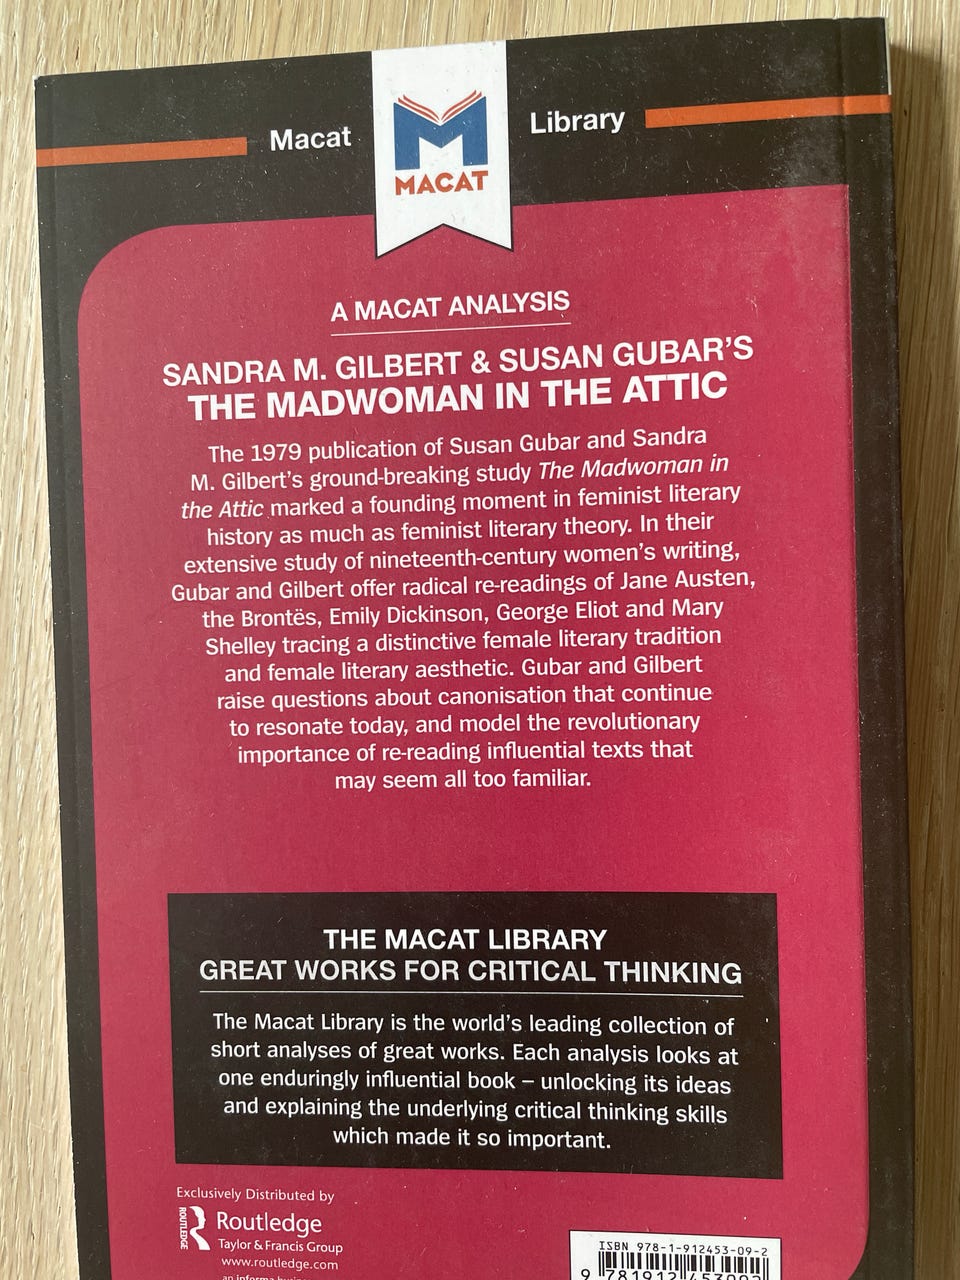 Macat
Library
MACAT
A MACAT ANALYSIS
SANDRA M. GILBERT & SUSAN GUBAR'S
THE MADWOMAN IN THE ATTIC
The 1979 publication of Susan Gubar and Sandra
M. Gilbert's ground-breaking study The Madwoman in
the Attic marked a founding moment in feminist literary
history as much as feminist literary theory. In their
extensive study of nineteenth-century women's writing,
Gubar and Gilbert offer radical re-readings of Jane Austen,
the Brontës, Emily Dickinson, George Eliot and Mary
Shelley tracing a distinctive female literary tradition
and female literary aesthetic. Gubar and Gilbert
raise questions about canonisation that continue
to resonate today, and model the revolutionary
importance of re-reading influential texts that
may seem all too familiar.
THE MACAT LIBRARY
GREAT WORKS FOR CRITICAL THINKING
The Macat Library is the world's leading collection of
short analyses of great works. Each analysis looks at
one enduringly influential book – unlocking its ideas
and explaining the underlying critical thinking skills
which made it so important.
Exclusively Distributed by
ROUTLEDGE
Routledge
Taylor & Francis Group
www.routledge.com
an informa
ISBN 978-1-912453-09-2
9 781912 453092